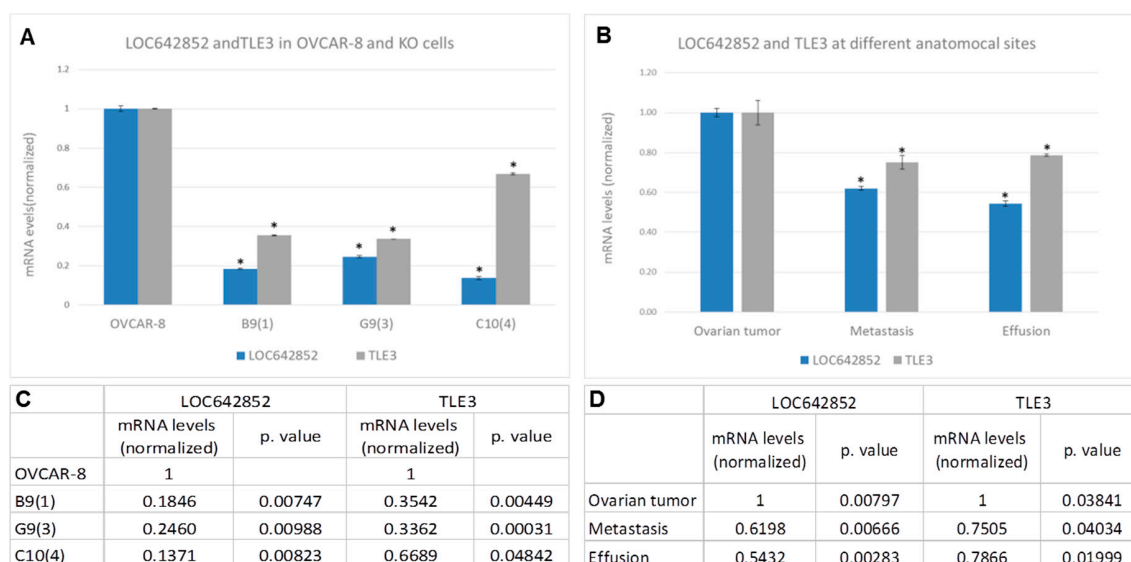 A
LOC642852 andTLE3 in OVCAR-8 and KO cells
mRNA evels(normalized)
1.2
1
0.8
0.6
0.4
0.2
0
* * * * * *
OVCAR-8 B9(1) G9(3) C10(4)
LOC642852 TLE3
B
LOC642852 and TLE3 at different anatomocal sites
mRNA levels (normalized)
1.20
1.00
0.80
0.60
0.40
0.20
0.00
* * * *
Ovarian tumor Metastasis Effusion
LOC642852 TLE3
C LOC642852 TLE3
mRNA levels (normalized) p. value mRNA levels (normalized) p. value
OVCAR-8 1 1
B9(1) 0.1846 0.00747 0.3542 0.00449
G9(3) 0.2460 0.00988 0.3362 0.00031
C10(4) 0.1371 0.00823 0.6689 0.04842
D LOC642852 TLE3
mRNA levels (normalized) p. value mRNA levels (normalized) p. value
Ovarian tumor 1 0.00797 1 0.03841
Metastasis 0.6198 0.00666 0.7505 0.04034
Effusion 0.5432 0.00283 0.7866 0.01999